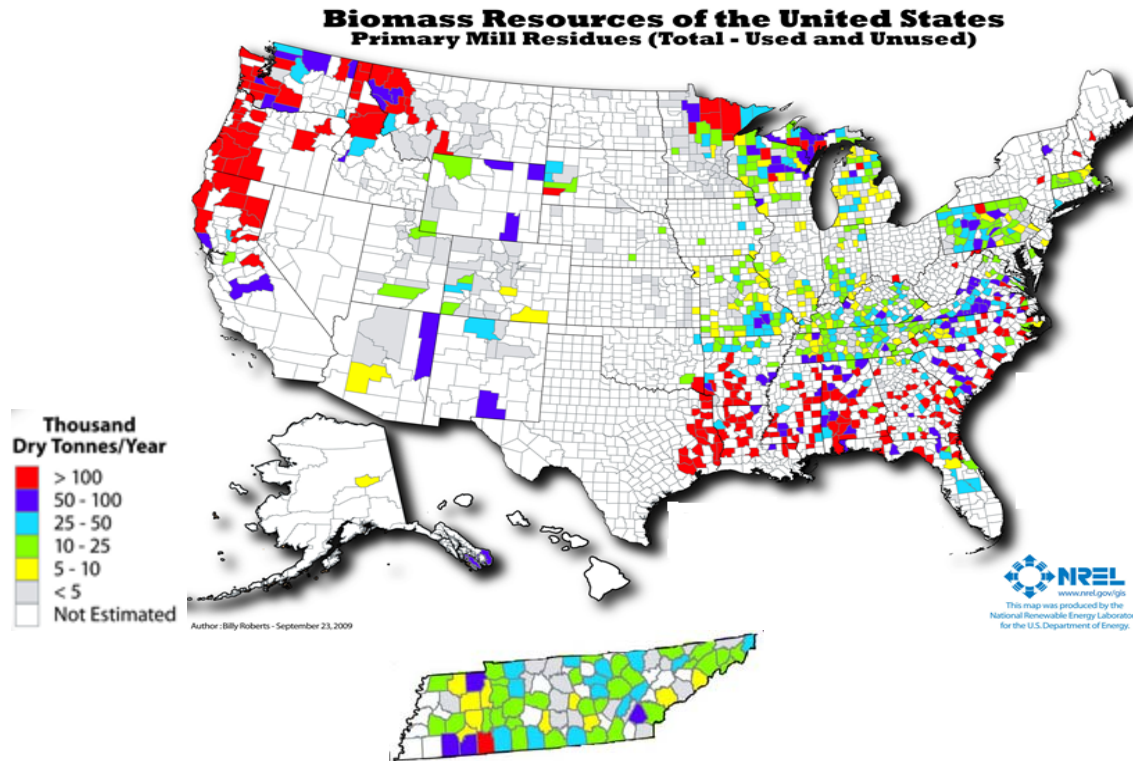 Biomass Resources of the United States
Primary Mill Residues (Total - Used and Unused)
Thousand
Dry Tonnes/Year
> 100
50 - 100
25 - 50
10 - 25
5 - 10
< 5
Not Estimated
Author : Billy Roberts - September 23, 2009
NREL
www.nrel.gov/gis
This map was produced by the
National Renewable Energy Laborato
for the U.S. Department of Energy.